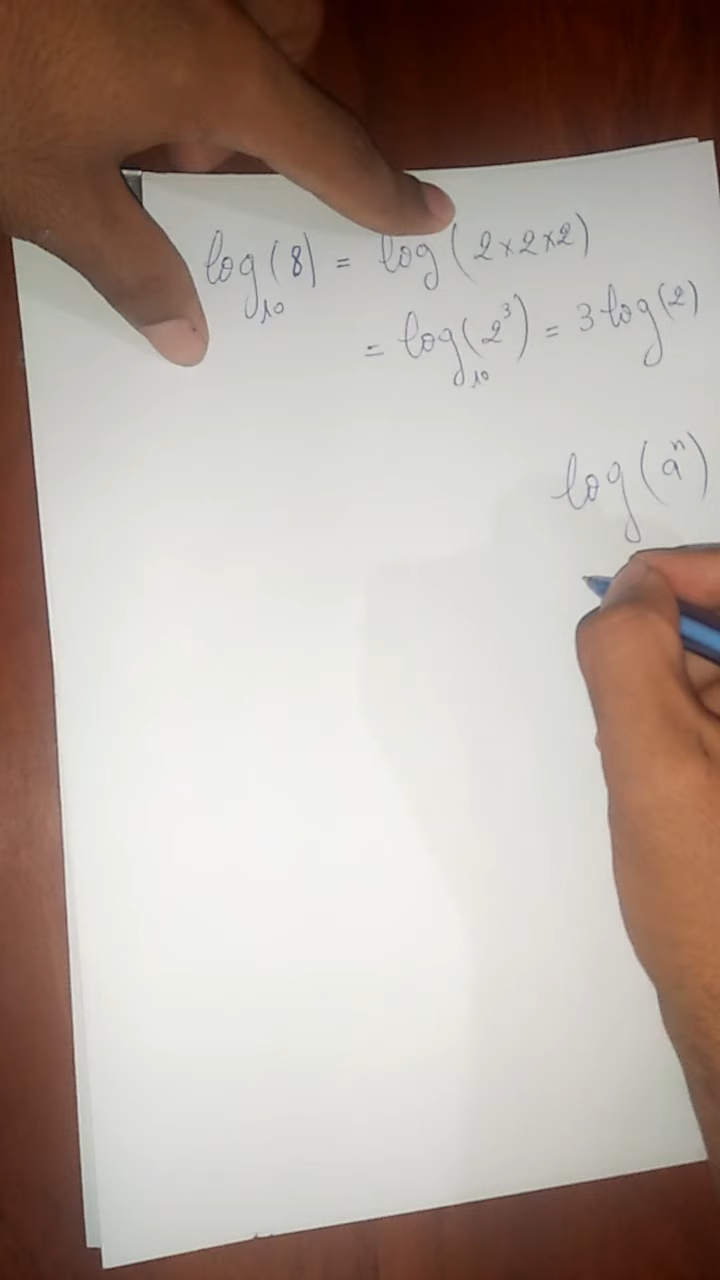 log₁₀(8) = log(2×2×2)
= log₁₀(2³) = 3 log(2)
log(aⁿ)